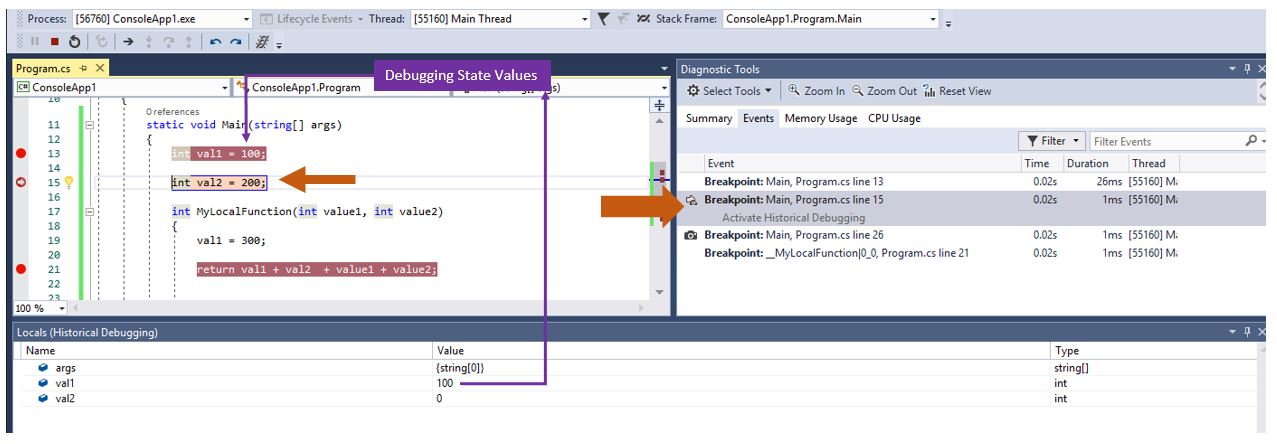 Process: [56760] ConsoleApp1.exe Lifecycle Events Thread: [55160] Main Thread Stack Frame: ConsoleApp1.Program.Main
Program.cs
ConsoleApp1 ConsoleApp1.Program
Debugging State Values
10 {
0 references
11 static void Main(string[] args)
12 {
13 int val1 = 100;
14
15 int val2 = 200;
16
17 int MyLocalFunction(int value1, int value2)
18 {
19 val1 = 300;
20
21 return val1 + val2 + value1 + value2;
22
23
100 %
Diagnostic Tools
Select Tools Zoom In Zoom Out Reset View
Summary Events Memory Usage CPU Usage
Filter Filter Events
Event Time Duration Thread
Breakpoint: Main, Program.cs line 13 0.02s 26ms [55160] Ma
Breakpoint: Main, Program.cs line 15 0.02s 1ms [55160] Ma
Activate Historical Debugging
Breakpoint: Main, Program.cs line 26 0.02s 1ms [55160] Ma
Breakpoint: __MyLocalFunction|0_0, Program.cs line 21 0.02s 1ms [55160] Ma
Locals (Historical Debugging)
Name Value Type
args {string[0]} string[]
val1 100 int
val2 0 int